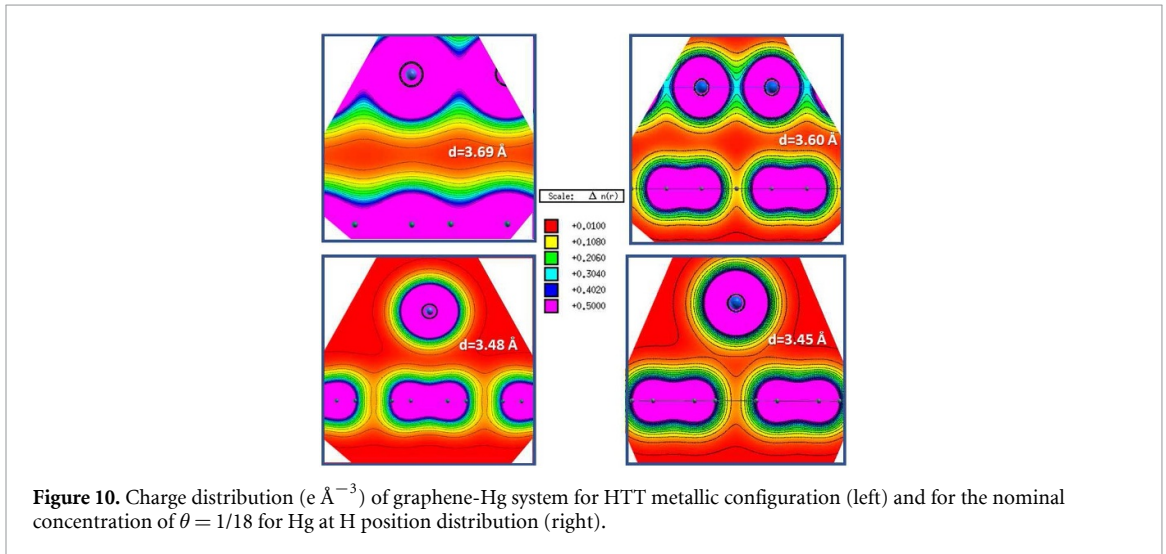 d=3.69 Å
d=3.60 Å
Scale: Δ n(r)
+0.0100
+0.1080
+0.2060
+0.3040
+0.4020
+0.5000
d=3.48 Å
d=3.45 Å
Figure 10. Charge distribution (e Å⁻³) of graphene-Hg system for HTT metallic configuration (left) and for the nominal
concentration of θ = 1/18 for Hg at H position distribution (right).